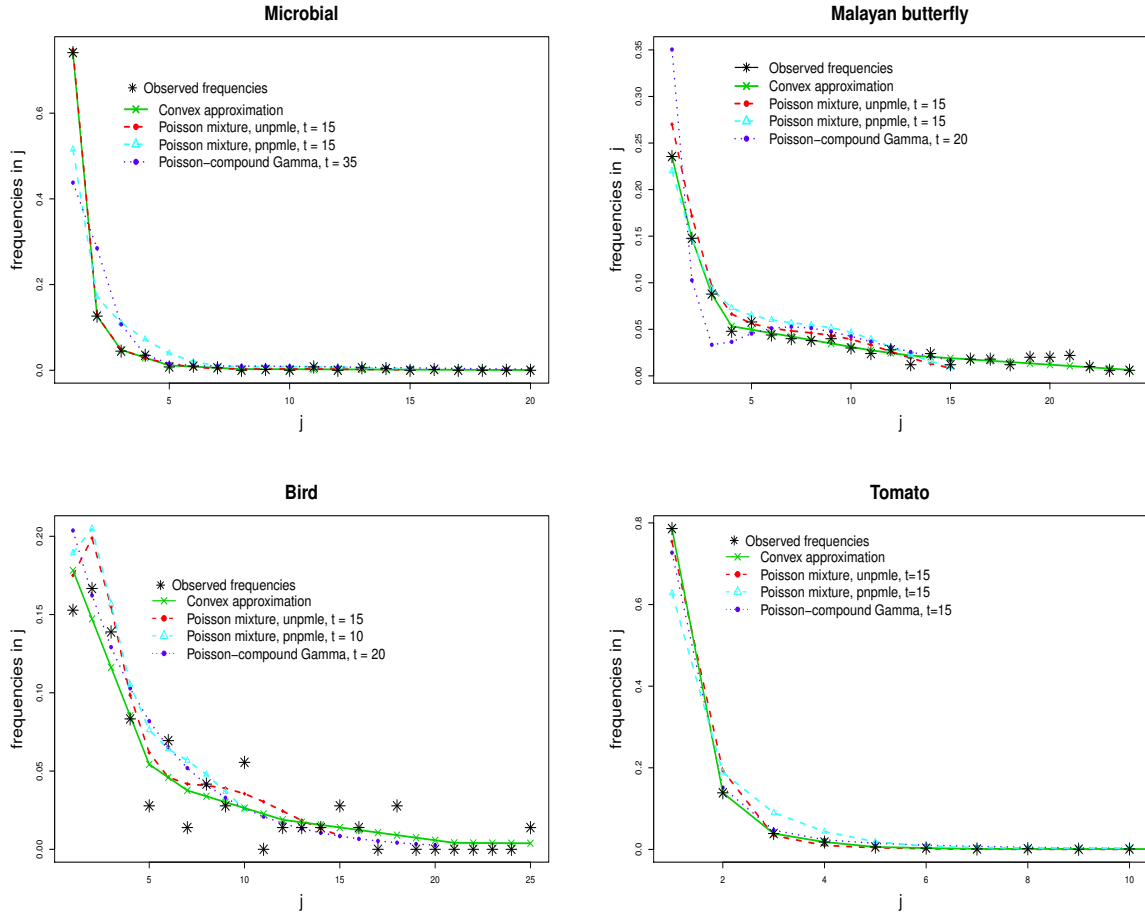 Microbial
frequencies in j
0.0
0.2
0.4
0.6
Observed frequencies
Convex approximation
Poisson mixture, unpmle, t = 15
Poisson mixture, pnpmle, t = 15
Poisson−compound Gamma, t = 35
5 10 15 20
j
Malayan butterfly
frequencies in j
0.00
0.05
0.10
0.15
0.20
0.25
0.30
0.35
Observed frequencies
Convex approximation
Poisson mixture, unpmle, t = 15
Poisson mixture, pnpmle, t = 15
Poisson−compound Gamma, t = 20
5 10 15 20
j
Bird
frequencies in j
0.00
0.05
0.10
0.15
0.20
Observed frequencies
Convex approximation
Poisson mixture, unpmle, t = 15
Poisson mixture, pnpmle, t = 10
Poisson−compound Gamma, t = 20
5 10 15 20 25
j
Tomato
frequencies in j
0.0
0.2
0.4
0.6
0.8
Observed frequencies
Convex approximation
Poisson mixture, unpmle, t=15
Poisson mixture, pnpmle, t=15
Poisson−compound Gamma, t=15
2 4 6 8 10
j